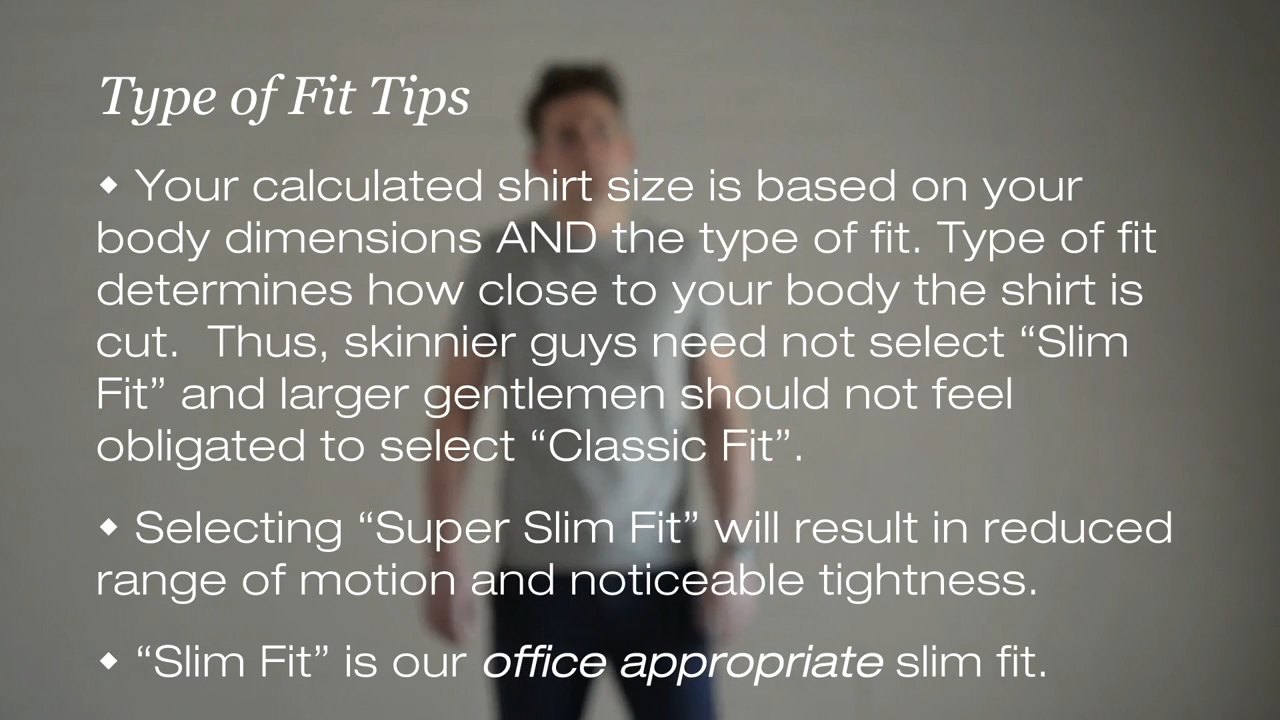 Type of Fit Tips
◆ Your calculated shirt size is based on your
body dimensions AND the type of fit. Type of fit
determines how close to your body the shirt is
cut.  Thus, skinnier guys need not select “Slim
Fit” and larger gentlemen should not feel
obligated to select “Classic Fit”.
◆ Selecting “Super Slim Fit” will result in reduced
range of motion and noticeable tightness.
◆ “Slim Fit” is our office appropriate slim fit.